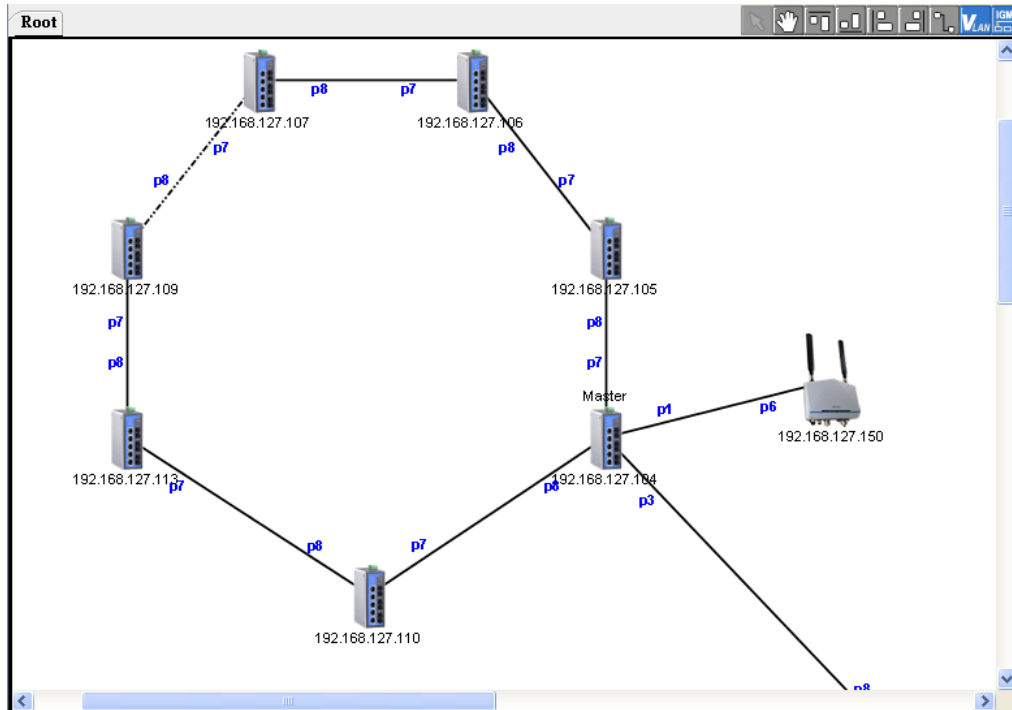 Root
VLAN
IGM
p8
p7
192.168.127.107
192.168.127.106
p7
p8
p8
p7
192.168.127.109
192.168.127.105
p7
p8
p8
p7
Master
p1
p6
192.168.127.150
192.168.127.113
192.168.127.104
p7
p8
p3
p8
p7
192.168.127.110
p8